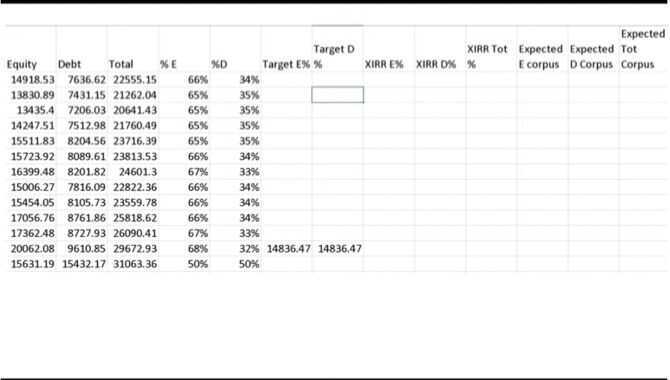 Expected
Target D XIRR Tot Expected Expected Tot
Equity Debt Total % E %D Target E% % XIRR E% XIRR D% % E corpus D Corpus Corpus
14918.53 7636.62 22555.15 66% 34%
13830.89 7431.15 21262.04 65% 35%
13435.4 7206.03 20641.43 65% 35%
14247.51 7512.98 21760.49 65% 35%
15511.83 8204.56 23716.39 65% 35%
15723.92 8089.61 23813.53 66% 34%
16399.48 8201.82 24601.3 67% 33%
15006.27 7816.09 22822.36 66% 34%
15454.05 8105.73 23559.78 66% 34%
17056.76 8761.86 25818.62 66% 34%
17362.48 8727.93 26090.41 67% 33%
20062.08 9610.85 29672.93 68% 32% 14836.47 14836.47
15631.19 15432.17 31063.36 50% 50%